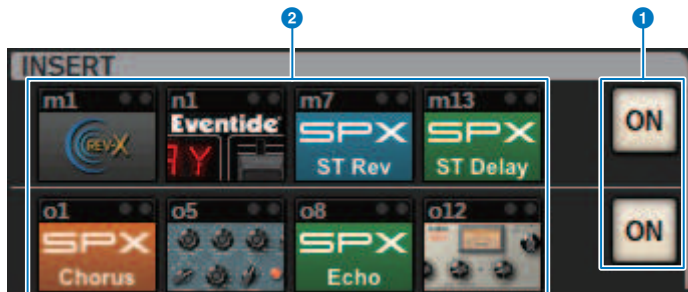 2
1
INSERT
m1
n1
m7
m13
REV-X
Eventide
SPX
ST Rev
SPX
ST Delay
ON
o1
o5
o8
o12
SPX
Chorus
SPX
Echo
ON